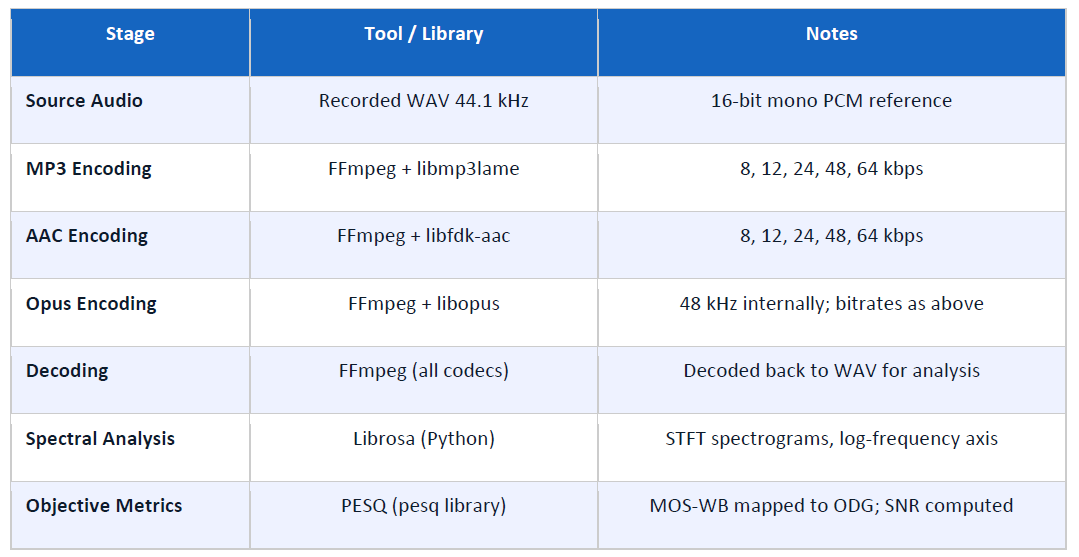 Stage Tool / Library Notes
Source Audio Recorded WAV 44.1 kHz 16-bit mono PCM reference
MP3 Encoding FFmpeg + libmp3lame 8, 12, 24, 48, 64 kbps
AAC Encoding FFmpeg + libfdk-aac 8, 12, 24, 48, 64 kbps
Opus Encoding FFmpeg + libopus 48 kHz internally; bitrates as above
Decoding FFmpeg (all codecs) Decoded back to WAV for analysis
Spectral Analysis Librosa (Python) STFT spectrograms, log-frequency axis
Objective Metrics PESQ (pesq library) MOS-WB mapped to ODG; SNR computed